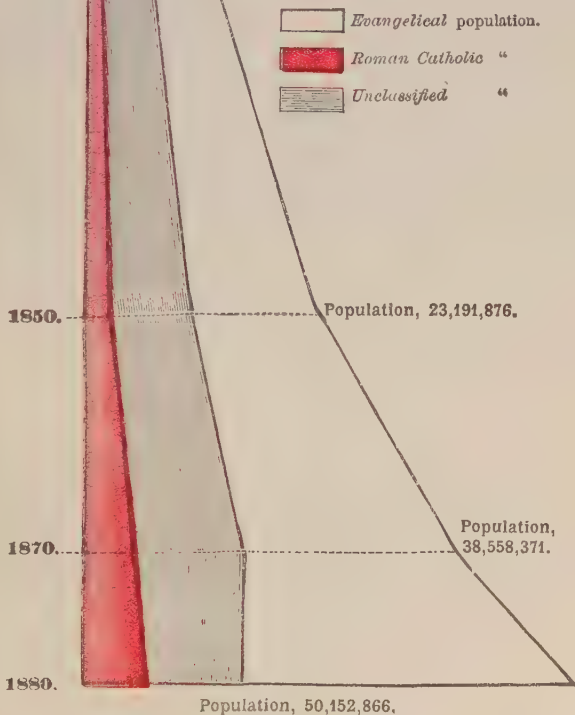 Evangelical population.
Roman Catholic “
Unclassified “
1850.
Population, 23,191,876.
Population,
38,558,371.
1870.
1880.
Population, 50,152,866.